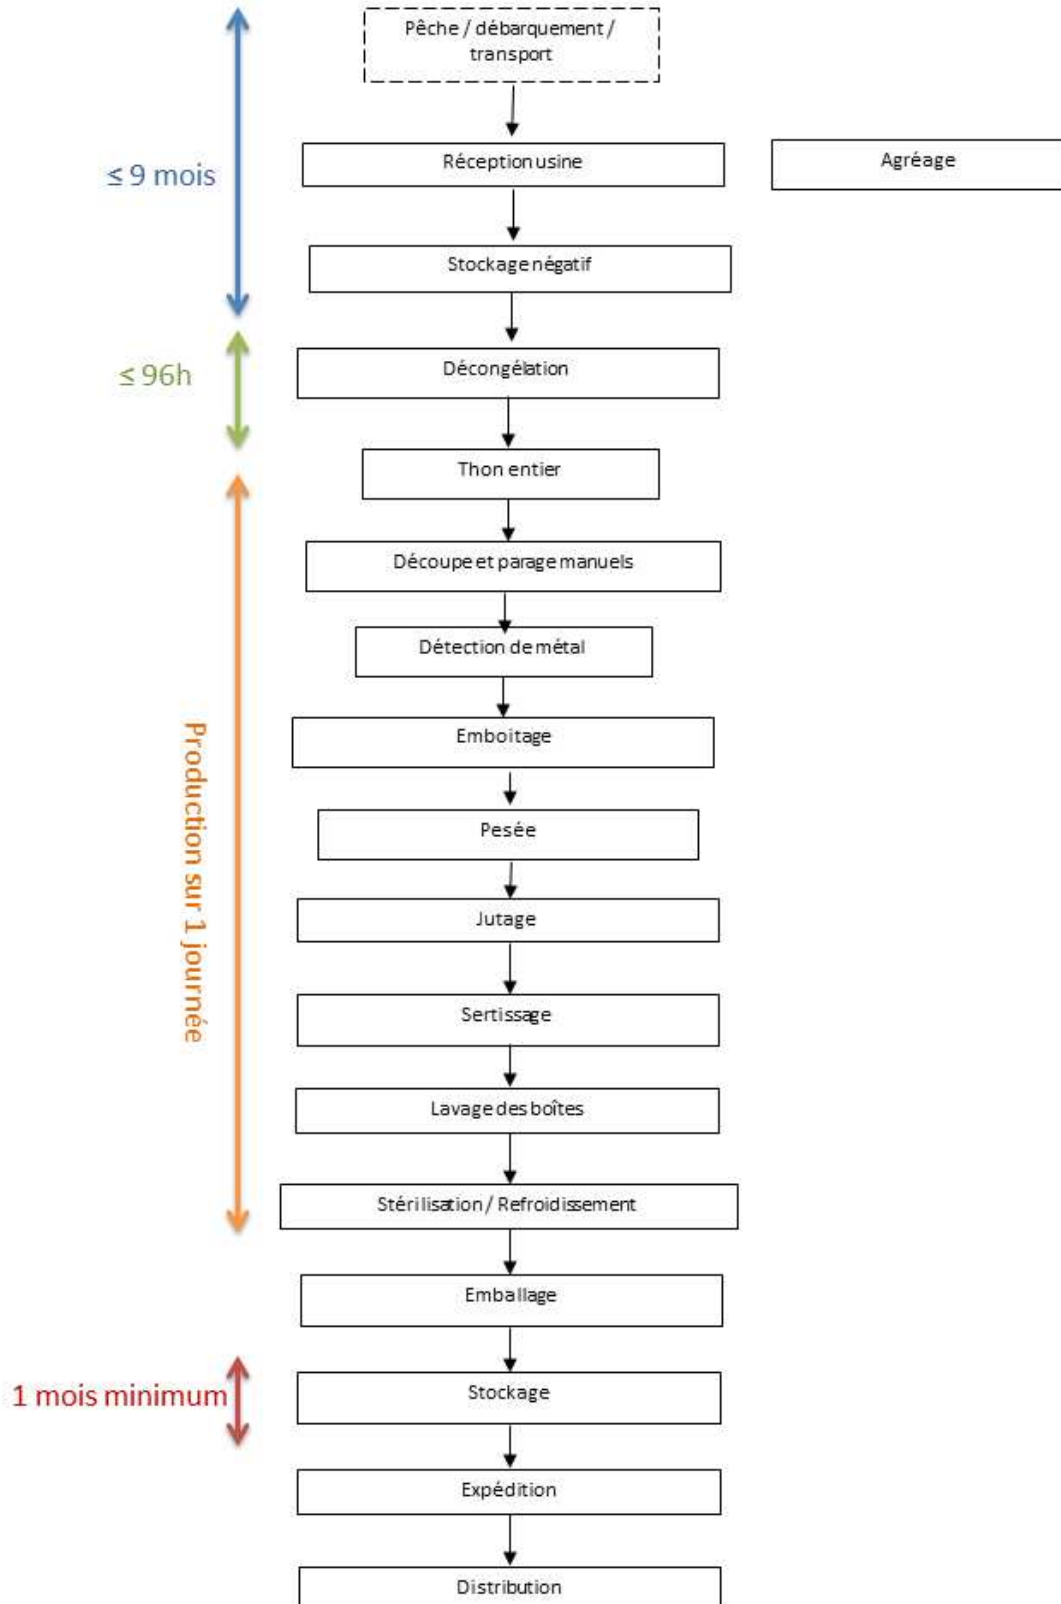 Pêche / débarquement /
transport
≤ 9 mois
Réception usine
Agréage
Stockage négatif
≤ 96h
Décongélation
Thon entier
Découpe et parage manuels
Détection de métal
Production sur 1 journée
Emboitage
Pesée
Jutage
Sertissage
Lavage des boîtes
Stérilisation / Refroidissement
Emballage
1 mois minimum
Stockage
Expédition
Distribution